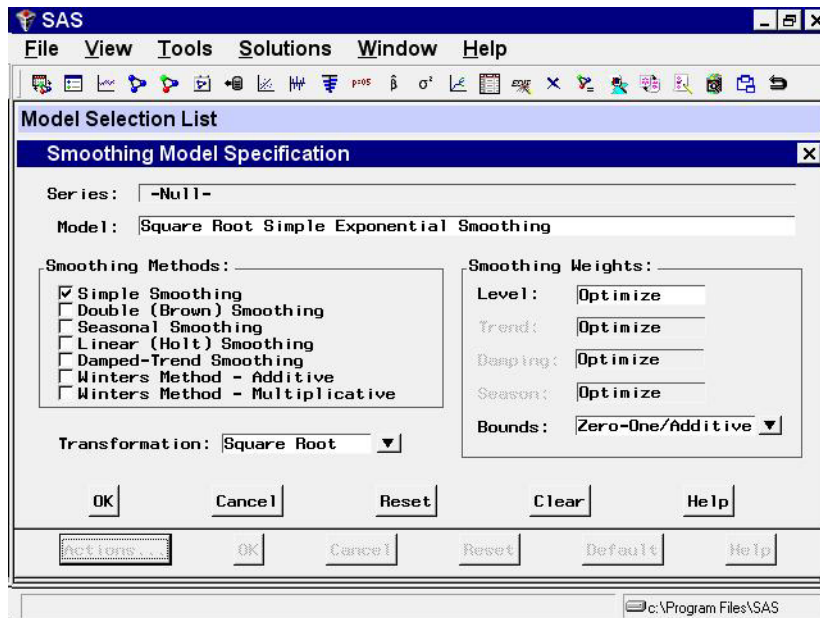 SAS
File View Tools Solutions Window Help
p=05 β̂ σ²
Model Selection List
Smoothing Model Specification
Series: -Null-
Model: Square Root Simple Exponential Smoothing
Smoothing Methods:
Simple Smoothing
Double (Brown) Smoothing
Seasonal Smoothing
Linear (Holt) Smoothing
Damped-Trend Smoothing
Winters Method - Additive
Winters Method - Multiplicative
Transformation: Square Root
Smoothing Weights:
Level: Optimize
Trend: Optimize
Damping: Optimize
Season: Optimize
Bounds: Zero-One/Additive
OK Cancel Reset Clear Help
Actions... OK Cancel Reset Default Help
c:\Program Files\SAS